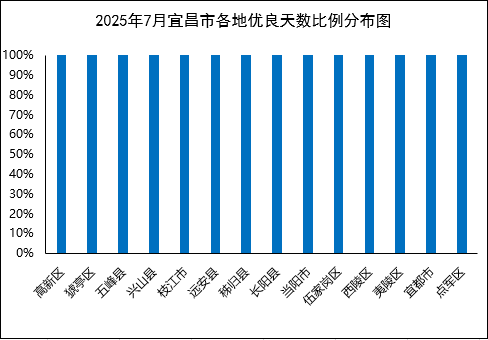 2025年7月宜昌市各地优良天数比例分布图
100%
90%
80%
70%
60%
50%
40%
30%
20%
10%
0%
高新区
猇亭区
五峰县
兴山县
枝江市
远安县
秭归县
长阳县
当阳市
伍家岗区
西陵区
夷陵区
宜都市
点军区